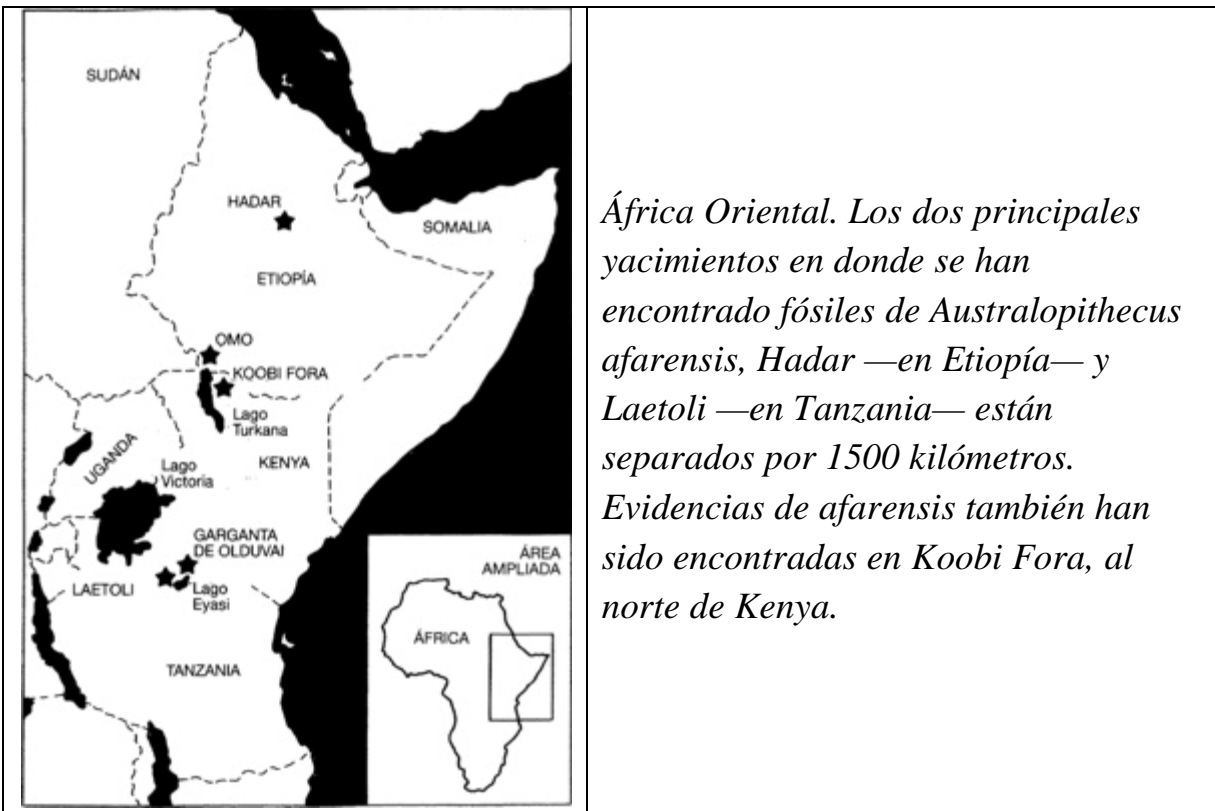 SUDÁN
HADAR
SOMALIA
ETIOPÍA
OMO
KOOBI FORA
Lago
Turkana
UGANDA
KENYA
Lago
Victoria
GARGANTA
DE OLDUVAI
LAETOLI
Lago
Eyasi
TANZANIA
ÁREA
AMPLIADA
ÁFRICA
África Oriental. Los dos principales
yacimientos en donde se han
encontrado fósiles de Australopithecus
afarensis, Hadar —en Etiopía— y
Laetoli —en Tanzania— están
separados por 1500 kilómetros.
Evidencias de afarensis también han
sido encontradas en Koobi Fora, al
norte de Kenya.